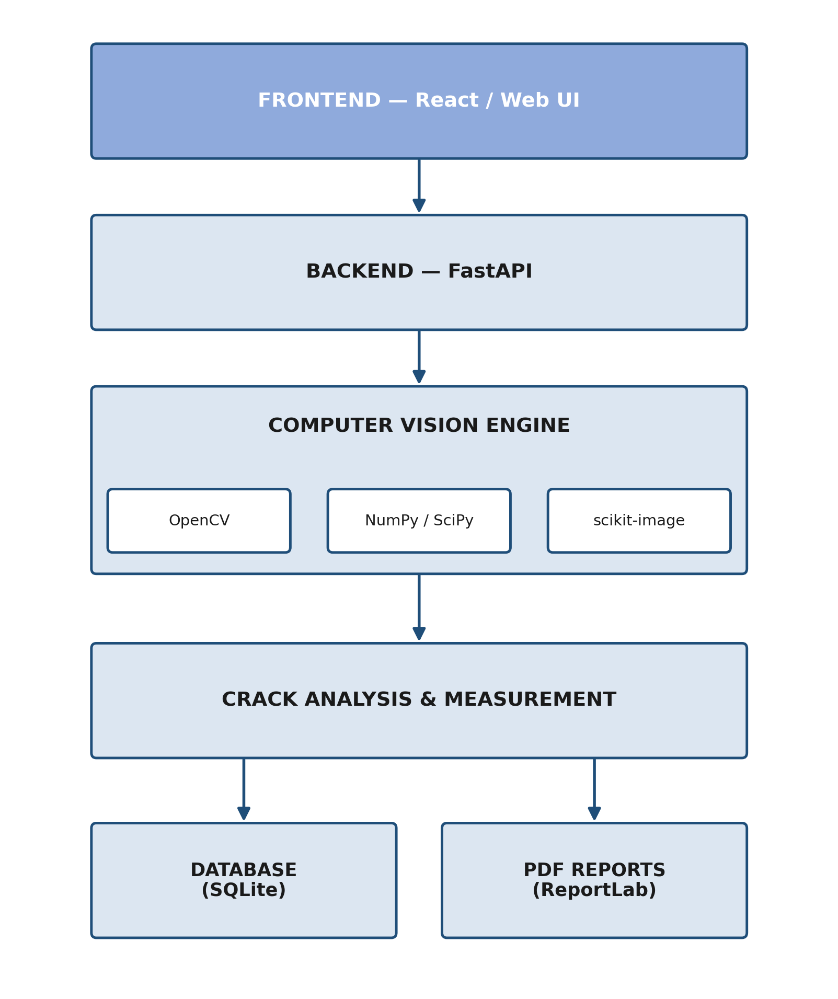 FRONTEND — React / Web UI
BACKEND — FastAPI
COMPUTER VISION ENGINE
OpenCV
NumPy / SciPy
scikit-image
CRACK ANALYSIS & MEASUREMENT
DATABASE
(SQLite)
PDF REPORTS
(ReportLab)